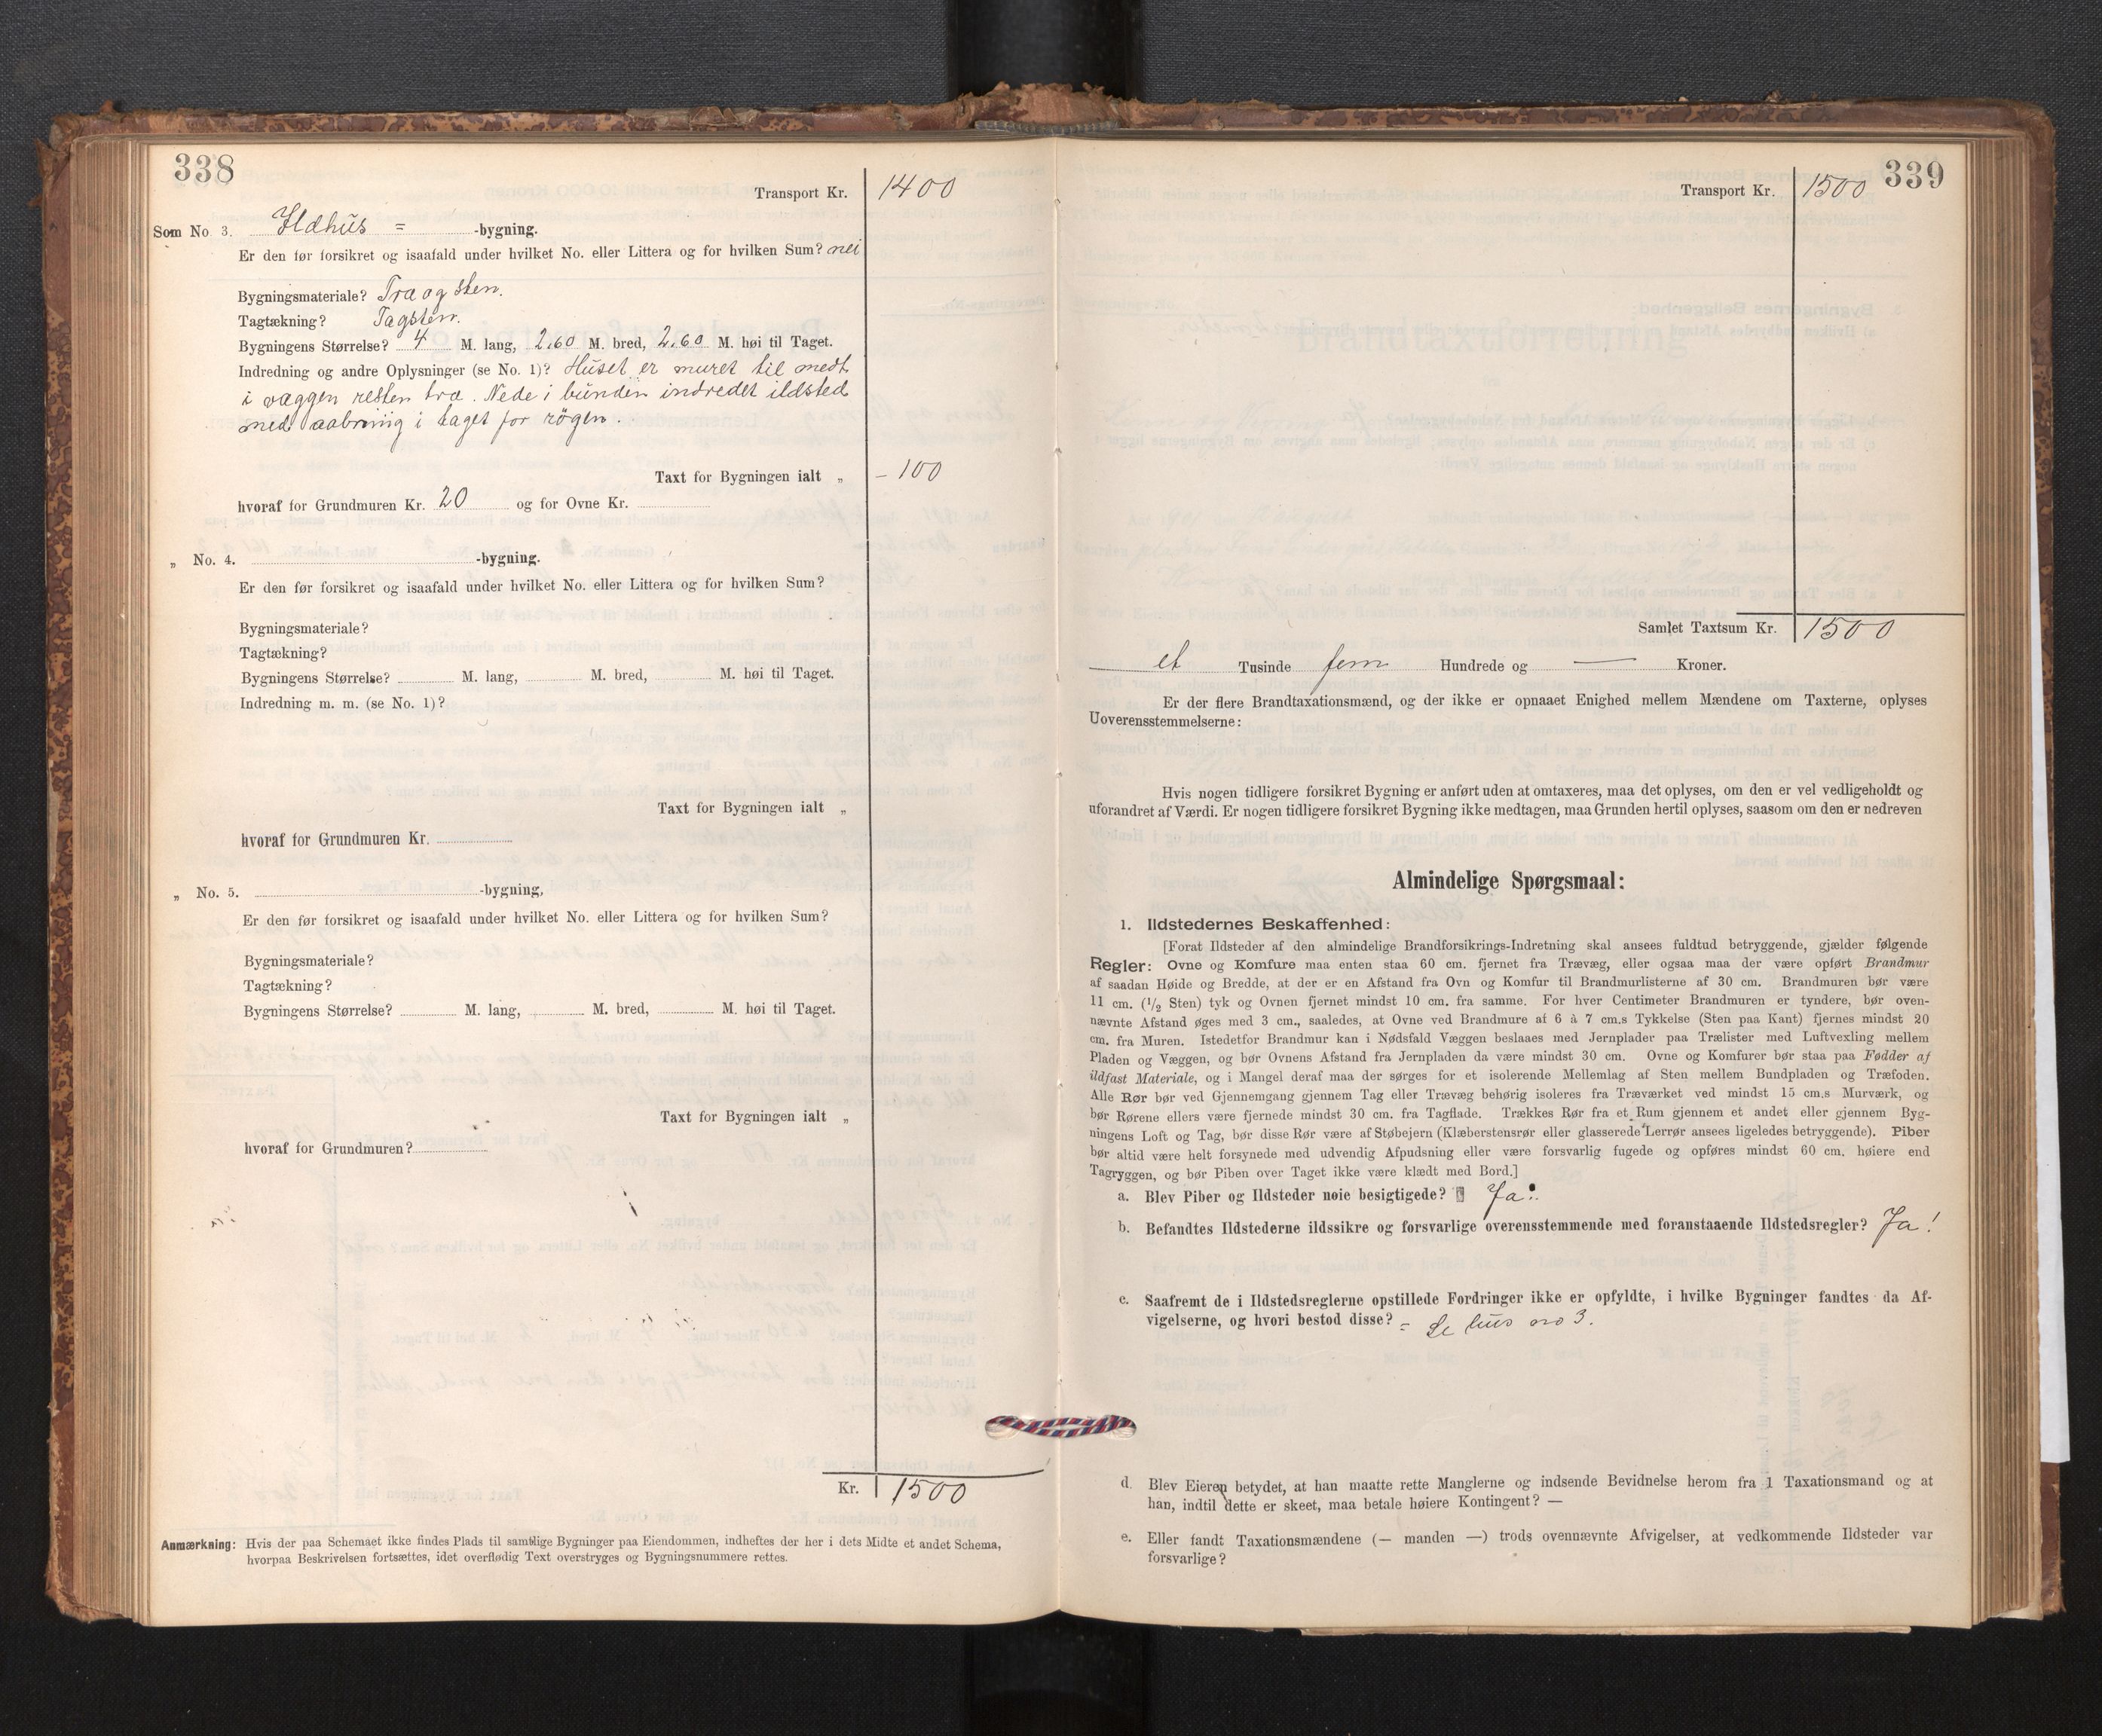 338
Transport Kr. 1400
Som No. 3. Ildhus = -bygning.
Er den før forsikret og isaafald under hvilket No. eller Littera og for hvilken Sum? nei
Bygningsmateriale? Træ og sten.
Tagtækning? Tagsten.
Bygningens Størrelse? 4 M. lang, 2.60 M. bred, 2.60 M. høi til Taget.
Indredning og andre Oplysninger (se No. 1)? Huset er muret til midt
i væggen resten træ. Nede i bunden indredet ildsted
med aabning i taget for røgen.
Taxt for Bygningen ialt „ - 100
hvoraf for Grundmuren Kr. 20 og for Ovne Kr.
„ No. 4. -bygning.
Er den før forsikret og isaafald under hvilket No. eller Littera og for hvilken Sum?
Bygningsmateriale?
Tagtækning?
Bygningens Størrelse? M. lang, M. bred, M. høi til Taget.
Indredning m. m. (se No. 1)?
Taxt for Bygningen ialt „
hvoraf for Grundmuren Kr.
„ No. 5. -bygning.
Er den før forsikret og isaafald under hvilket No. eller Littera og for hvilken Sum?
Bygningsmateriale?
Tagtækning?
Bygningens Størrelse? M. lang, M. bred, M. høi til Taget.
Taxt for Bygningen ialt „
hvoraf for Grundmuren?
Kr. 1500
Anmærkning: Hvis der paa Schemaet ikke findes Plads til samtlige Bygninger paa Eiendommen, indheftes der her i dets Midte et andet Schema,
hvorpaa Beskrivelsen fortsættes, idet overflødig Text overstryges og Bygningsnummere rettes.
339
Transport Kr. 1500
Samlet Taxtsum Kr. 1500
et Tusinde fem Hundrede og — Kroner.
Er der flere Brandtaxationsmænd, og der ikke er opnaaet Enighed mellem Mændene om Taxterne, oplyses
Uoverensstemmelserne:
Hvis nogen tidligere forsikret Bygning er anført uden at omtaxeres, maa det oplyses, om den er vel vedligeholdt og
uforandret af Værdi. Er nogen tidligere forsikret Bygning ikke medtagen, maa Grunden hertil oplyses, saasom om den er nedreven
Almindelige Spørgsmaal:
1. Ildstedernes Beskaffenhed:
[Forat Ildsteder af den almindelige Brandforsikrings-Indretning skal ansees fuldtud betryggende, gjælder følgende
Regler: Ovne og Komfure maa enten staa 60 cm. fjernet fra Trævæg, eller ogsaa maa der være opført Brandmur
af saadan Høide og Bredde, at der er en Afstand fra Ovn og Komfur til Brandmurlisterne af 30 cm. Brandmuren bør være
11 cm. (1/2 Sten) tyk og Ovnen fjernet mindst 10 cm. fra samme. For hver Centimeter Brandmuren er tyndere, bør oven-
nævnte Afstand øges med 3 cm., saaledes, at Ovne ved Brandmure af 6 à 7 cm.s Tykkelse (Sten paa Kant) fjernes mindst 20
cm. fra Muren. Istedetfor Brandmur kan i Nødsfald Væggen beslaaes med Jernplader paa Trælister med Luftvexling mellem
Pladen og Væggen, og bør Ovnens Afstand fra Jernpladen da være mindst 30 cm. Ovne og Komfurer bør staa paa Fødder af
ildfast Materiale, og i Mangel deraf maa der sørges for et isolerende Mellemlag af Sten mellem Bundpladen og Træfoden.
Alle Rør bør ved Gjennemgang gjennem Tag eller Trævæg behørig isoleres fra Træværket ved mindst 15 cm.s Murværk, og
bør Rørene ellers være fjernede mindst 30 cm. fra Tagflade. Trækkes Rør fra et Rum gjennem et andet eller gjennem Byg-
ningens Loft og Tag, bør disse Rør være af Støbejern (Klæberstensrør eller glasserede Lerrør ansees ligeledes betryggende). Piber
bør altid være helt forsynede med udvendig Afpudsning eller være forsvarlig fugede og opføres mindst 60 cm. høiere end
Tagryggen, og bør Piben over Taget ikke være klædt med Bord.]
a. Blev Piber og Ildsteder nøie besigtigede? Ja!
b. Befandtes Ildstederne ildssikre og forsvarlige overensstemmende med foranstaaende Ildstedsregler? Ja!
c. Saafremt de i Ildstedsreglerne opstillede Fordringer ikke er opfyldte, i hvilke Bygninger fandtes da Af-
vigelserne, og hvori bestod disse? = Se hus no 3.
d. Blev Eieren betydet, at han maatte rette Manglerne og indsende Bevidnelse herom fra 1 Taxationsmand og at
han, indtil dette er skeet, maa betale høiere Kontingent? —
e. Eller fandt Taxationsmændene (— manden —) trods ovennævnte Afvigelser, at vedkommende Ildsteder var
forsvarlige?